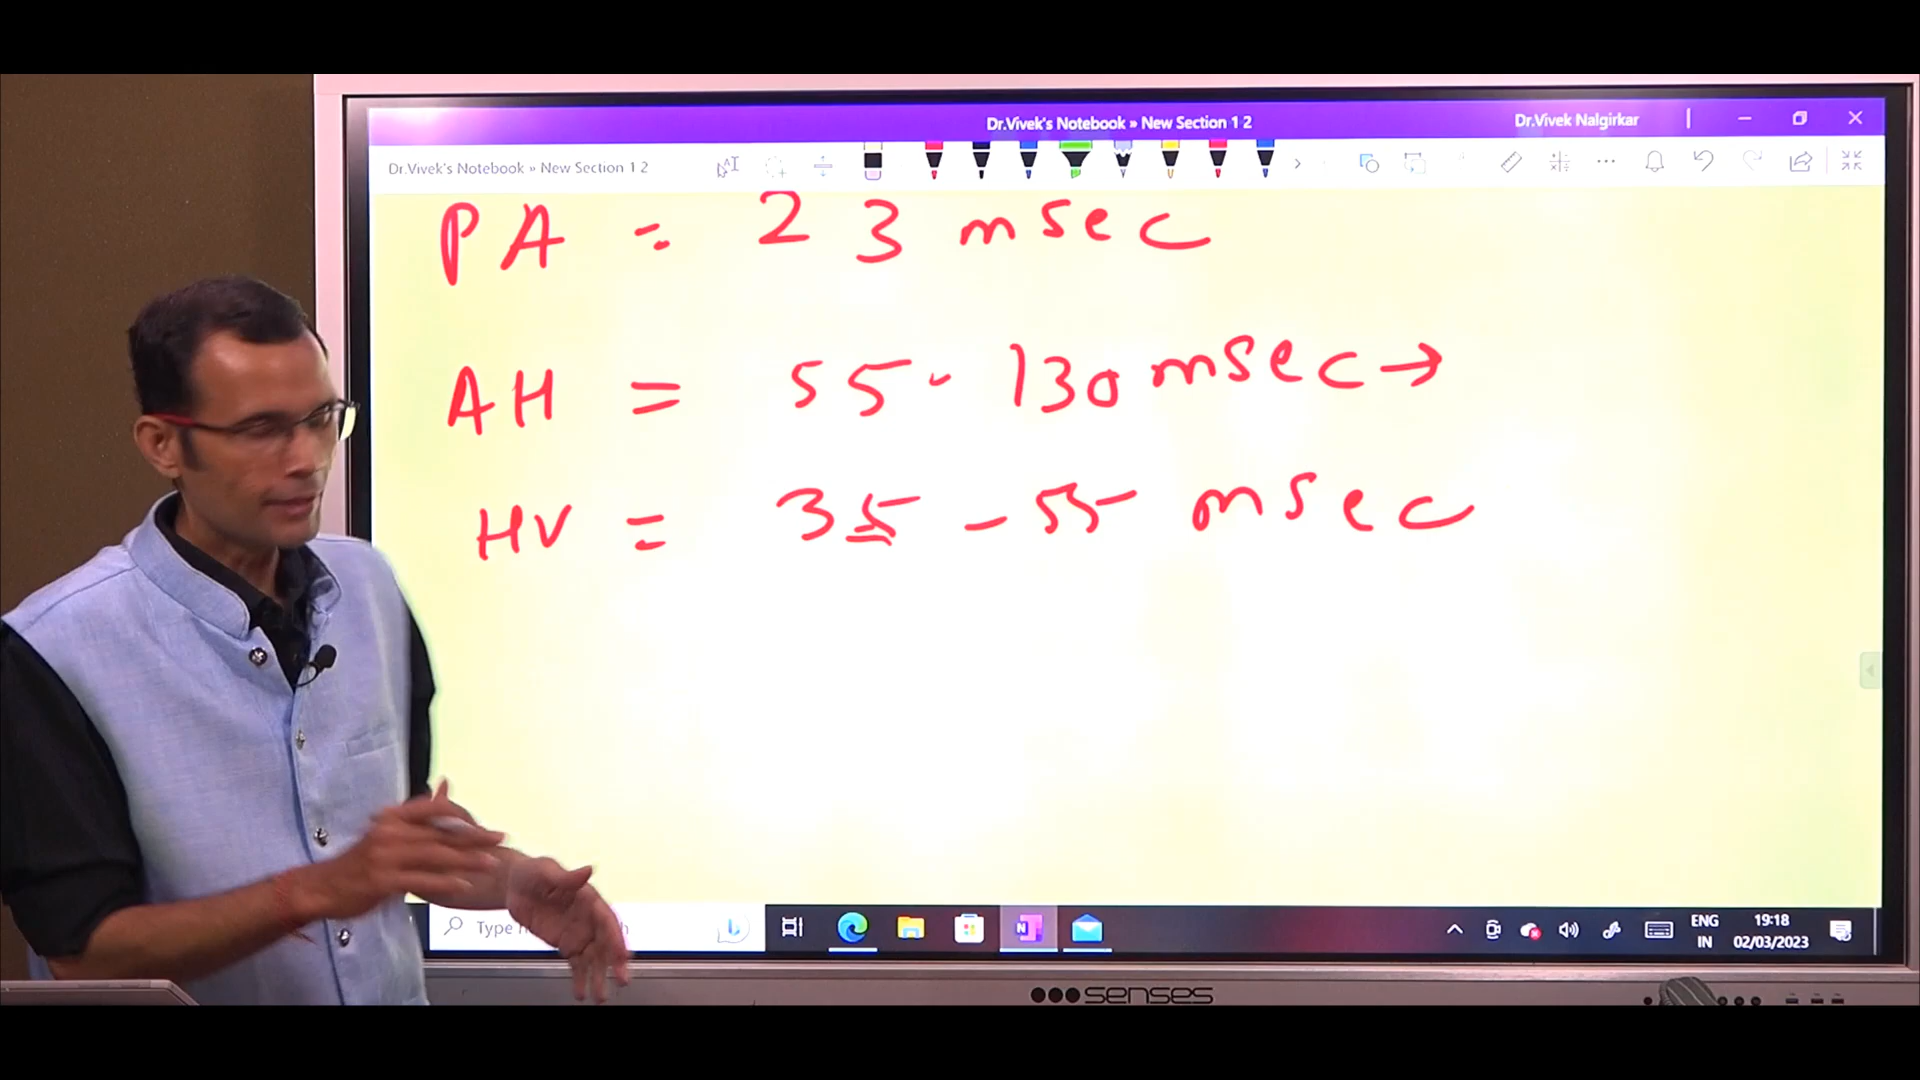 Dr.Vivek's Notebook » New Section 1 2
Dr.Vivek Nalgirkar
Dr.Vivek's Notebook » New Section 1 2
PA = 23 msec
AH = 55 - 130 msec →
HV = 35 - 55 msec
Type h
ENG
IN
19:18
02/03/2023
senses